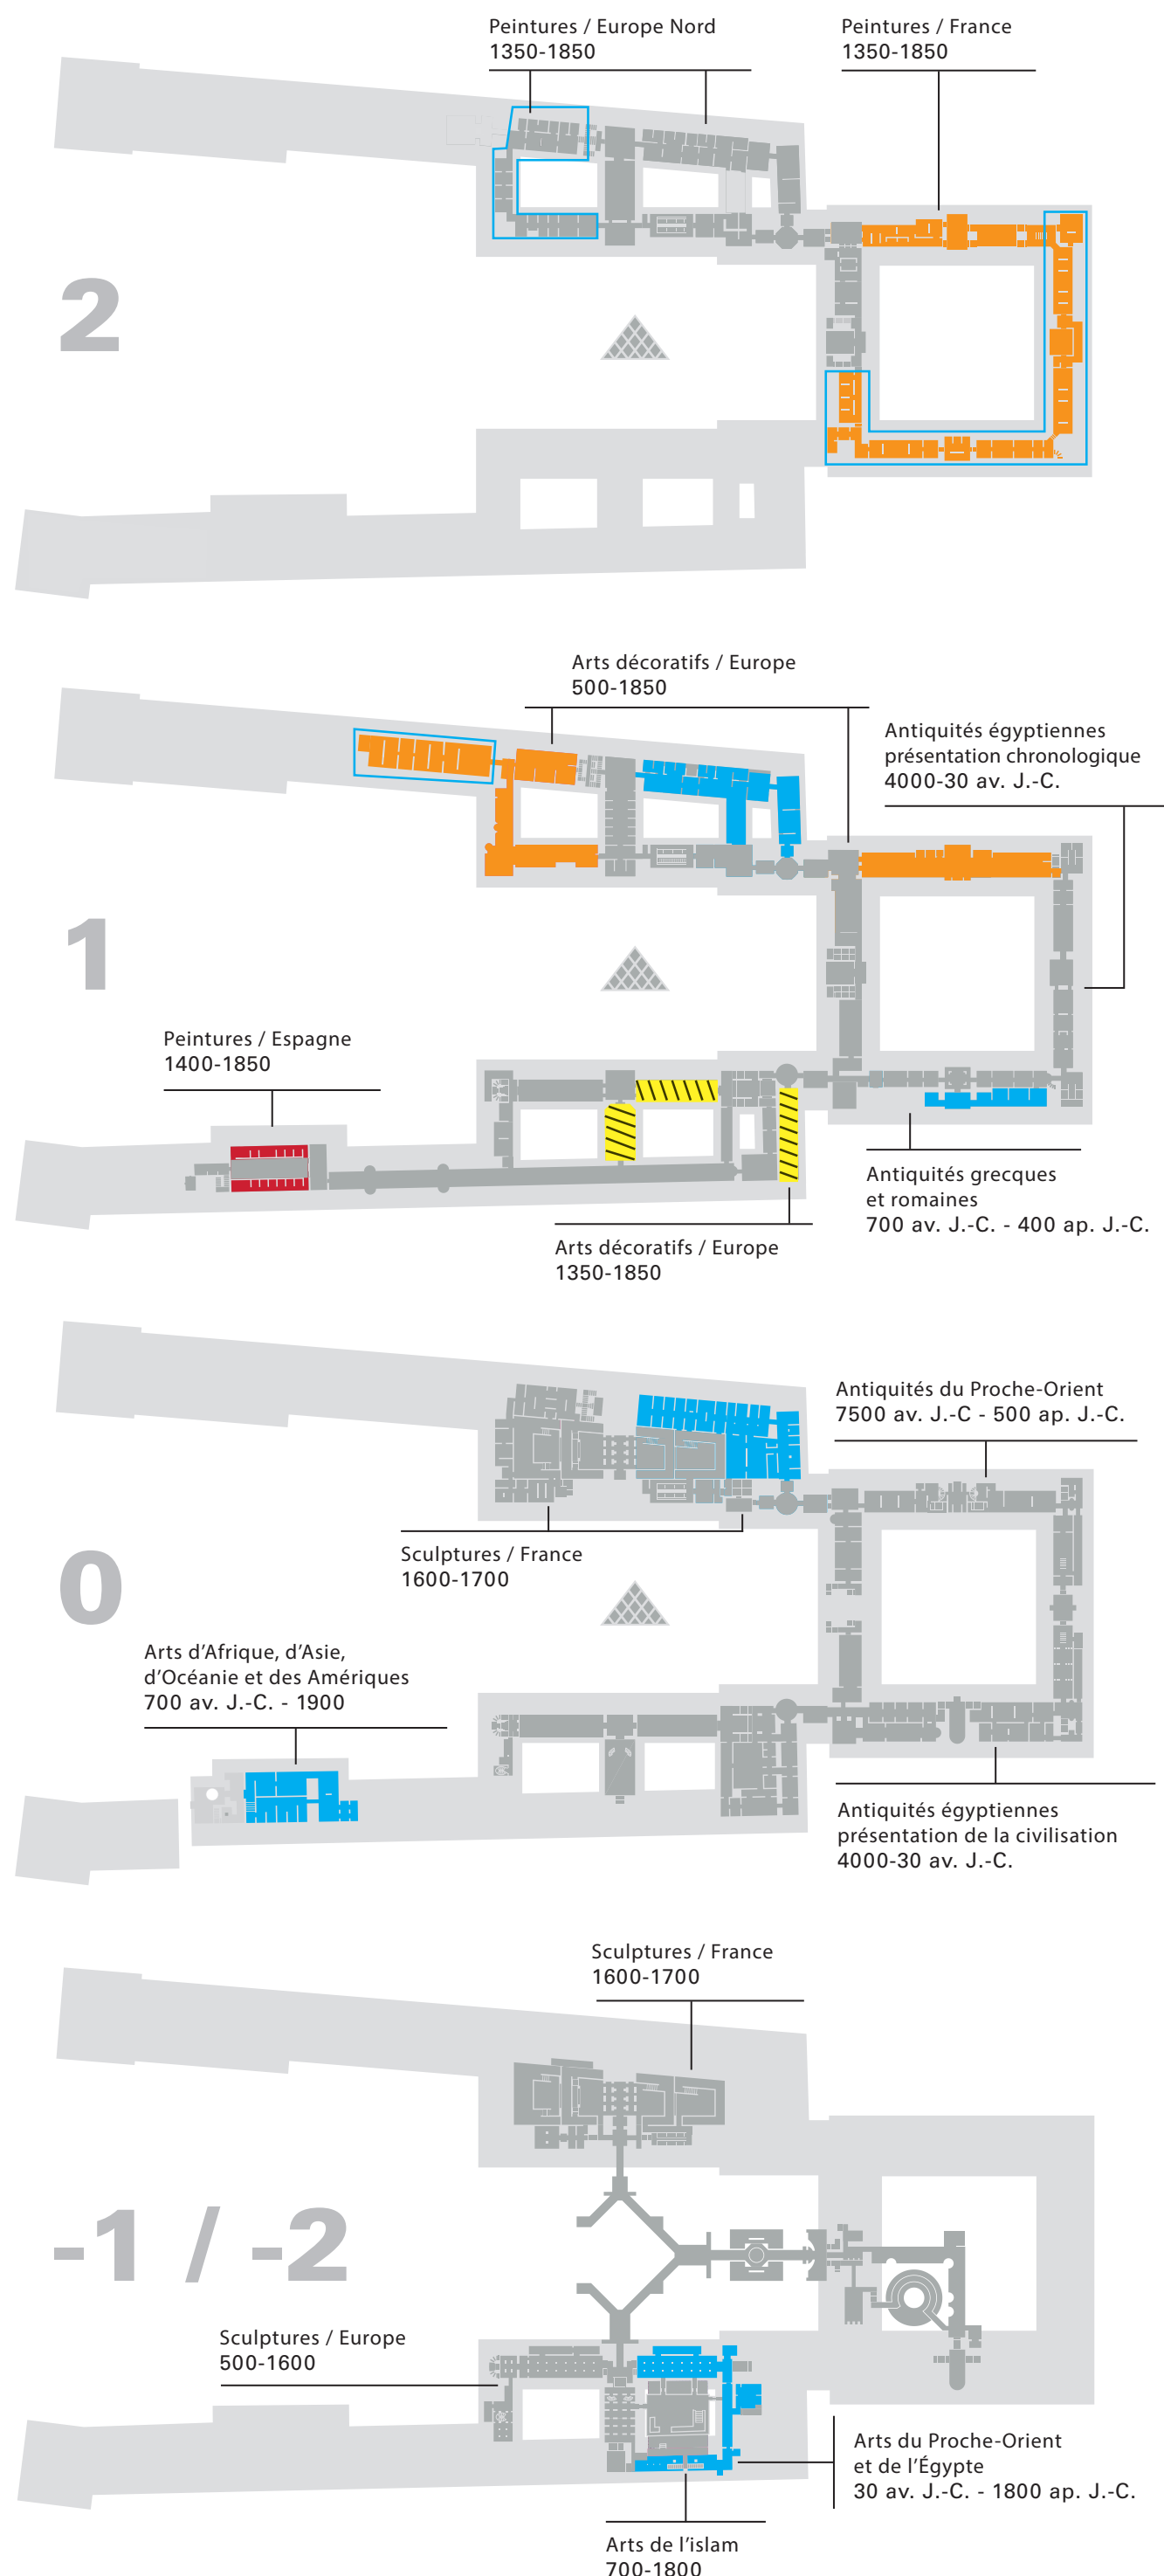 Peintures / Europe Nord
1350-1850
Peintures / France
1350-1850
2
Arts décoratifs / Europe
500-1850
Antiquités égyptiennes
présentation chronologique
4000-30 av. J.-C.
1
Peintures / Espagne
1400-1850
Antiquités grecques
et romaines
700 av. J.-C. - 400 ap. J.-C.
Arts décoratifs / Europe
1350-1850
Antiquités du Proche-Orient
7500 av. J.-C - 500 ap. J.-C.
Sculptures / France
1600-1700
0
Arts d’Afrique, d’Asie,
d’Océanie et des Amériques
700 av. J.-C. - 1900
Antiquités égyptiennes
présentation de la civilisation
4000-30 av. J.-C.
Sculptures / France
1600-1700
-1 / -2
Sculptures / Europe
500-1600
Arts du Proche-Orient
et de l’Égypte
30 av. J.-C. - 1800 ap. J.-C.
Arts de l’islam
700-1800